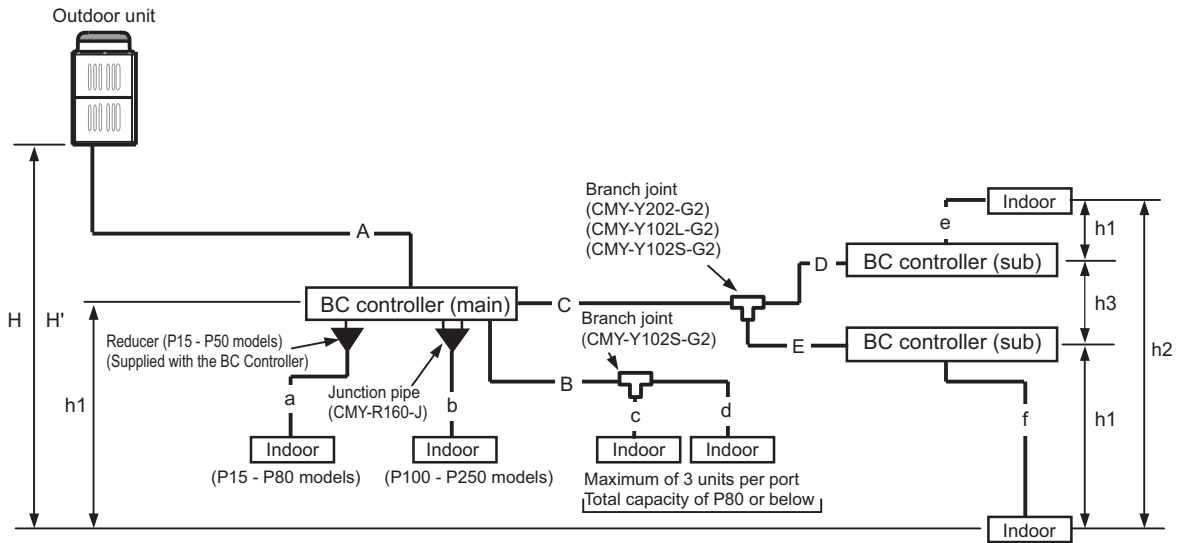 Outdoor unit
A
H
H'
h1
BC controller (main)
Reducer (P15 - P50 models)
(Supplied with the BC Controller)
a
Indoor
(P15 - P80 models)
Junction pipe
(CMY-R160-J)
b
Indoor
(P100 - P250 models)
C
B
Branch joint
(CMY-Y102S-G2)
c
d
Indoor
Indoor
Maximum of 3 units per port
Total capacity of P80 or below
Branch joint
(CMY-Y202-G2)
(CMY-Y102L-G2)
(CMY-Y102S-G2)
D
E
e
Indoor
BC controller (sub)
BC controller (sub)
f
Indoor
h1
h3
h1
h2